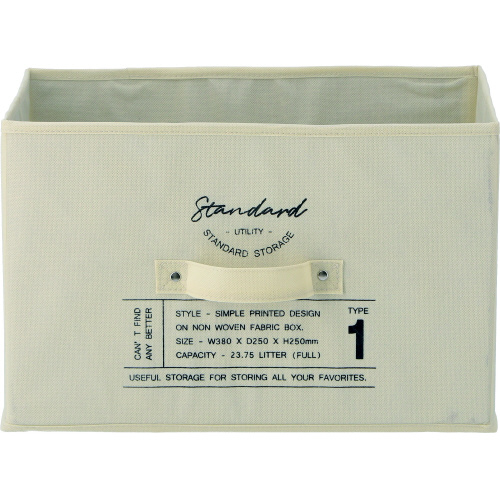 Standard
- UTILITY -
STANDARD STORAGE
CAN'T FIND
ANY BETTER
STYLE - SIMPLE PRINTED DESIGN
ON NON WOVEN FABRIC BOX.
SIZE - W380 X D250 X H250mm
CAPACITY - 23.75 LITTER (FULL)
TYPE
1
USEFUL STORAGE FOR STORING ALL YOUR FAVORITES.